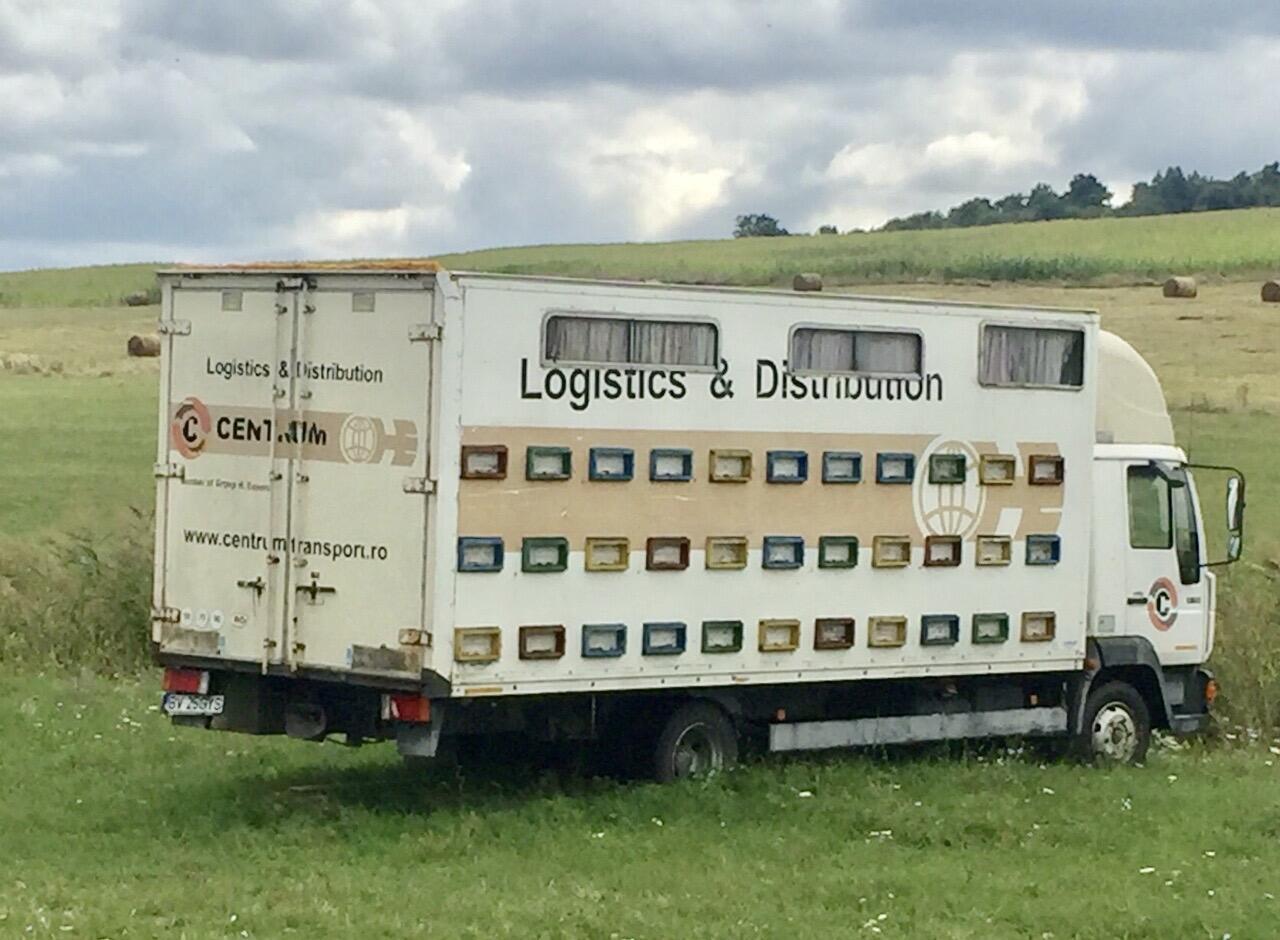 Logistics & Distribution
CENTRUM
www.centrumtransport.ro
Logistics & Distribution
C
C